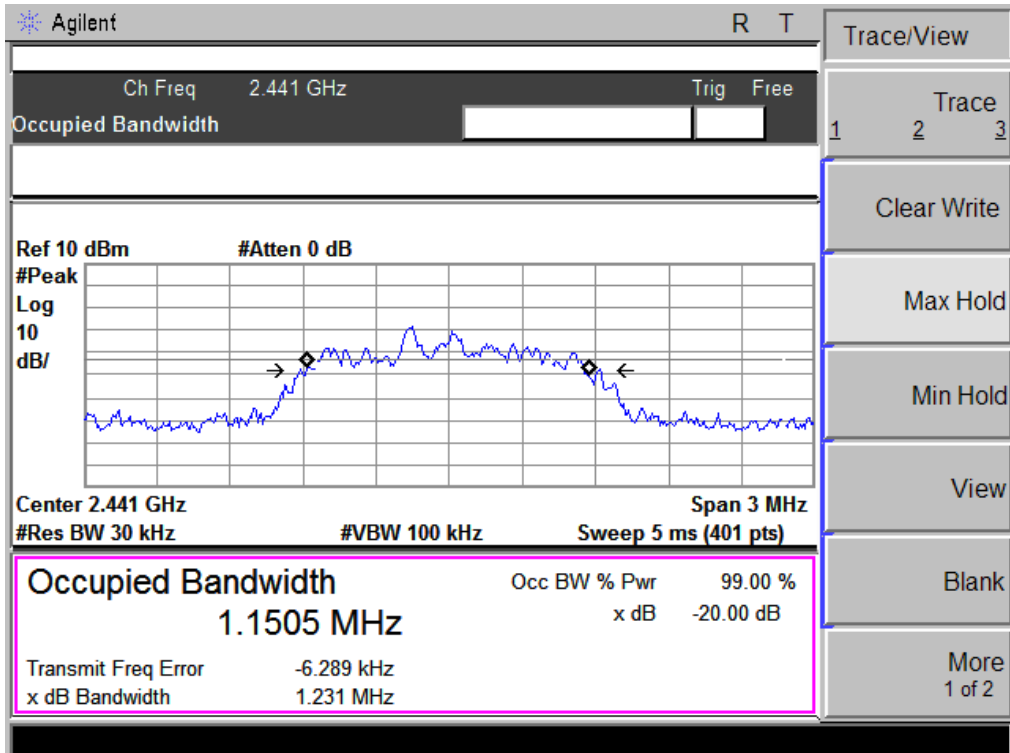 Agilent R T
Trace/View
Ch Freq 2.441 GHz Trig Free
Occupied Bandwidth
Trace
1 2 3
Clear Write
Max Hold
Min Hold
View
Blank
More
1 of 2
Ref 10 dBm #Atten 0 dB
#Peak
Log
10
dB/
Center 2.441 GHz Span 3 MHz
#Res BW 30 kHz #VBW 100 kHz Sweep 5 ms (401 pts)
Occupied Bandwidth Occ BW % Pwr 99.00 %
1.1505 MHz x dB -20.00 dB
Transmit Freq Error -6.289 kHz
x dB Bandwidth 1.231 MHz